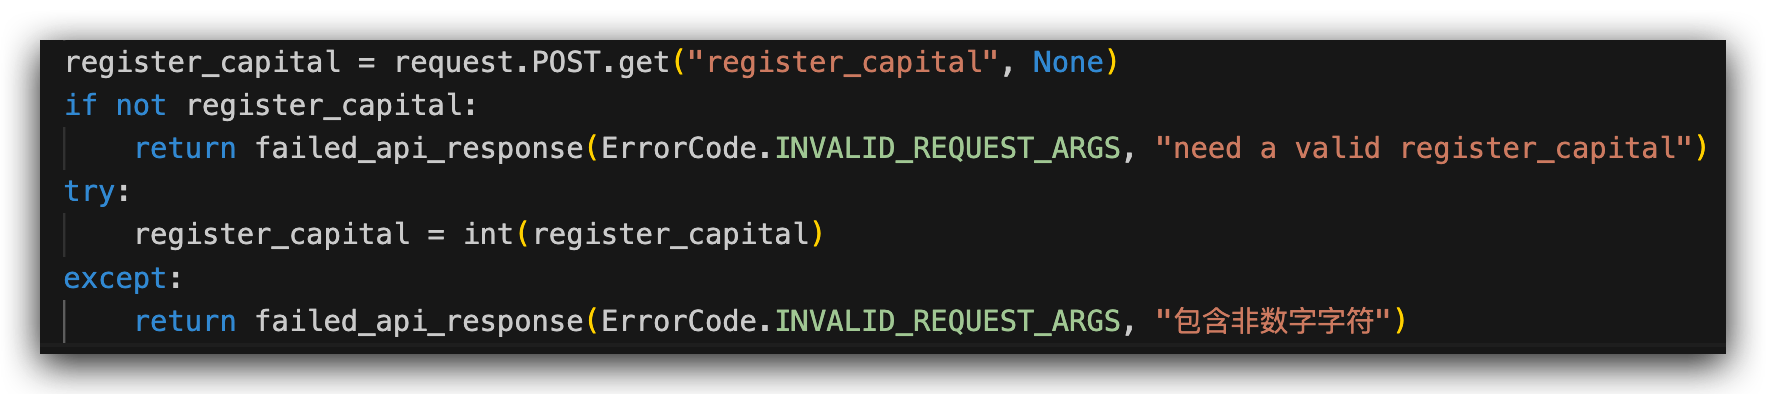 register_capital = request.POST.get("register_capital", None)
if not register_capital:
    return failed_api_response(ErrorCode.INVALID_REQUEST_ARGS, "need a valid register_capital")
try:
    register_capital = int(register_capital)
except:
    return failed_api_response(ErrorCode.INVALID_REQUEST_ARGS, "包含非数字字符")